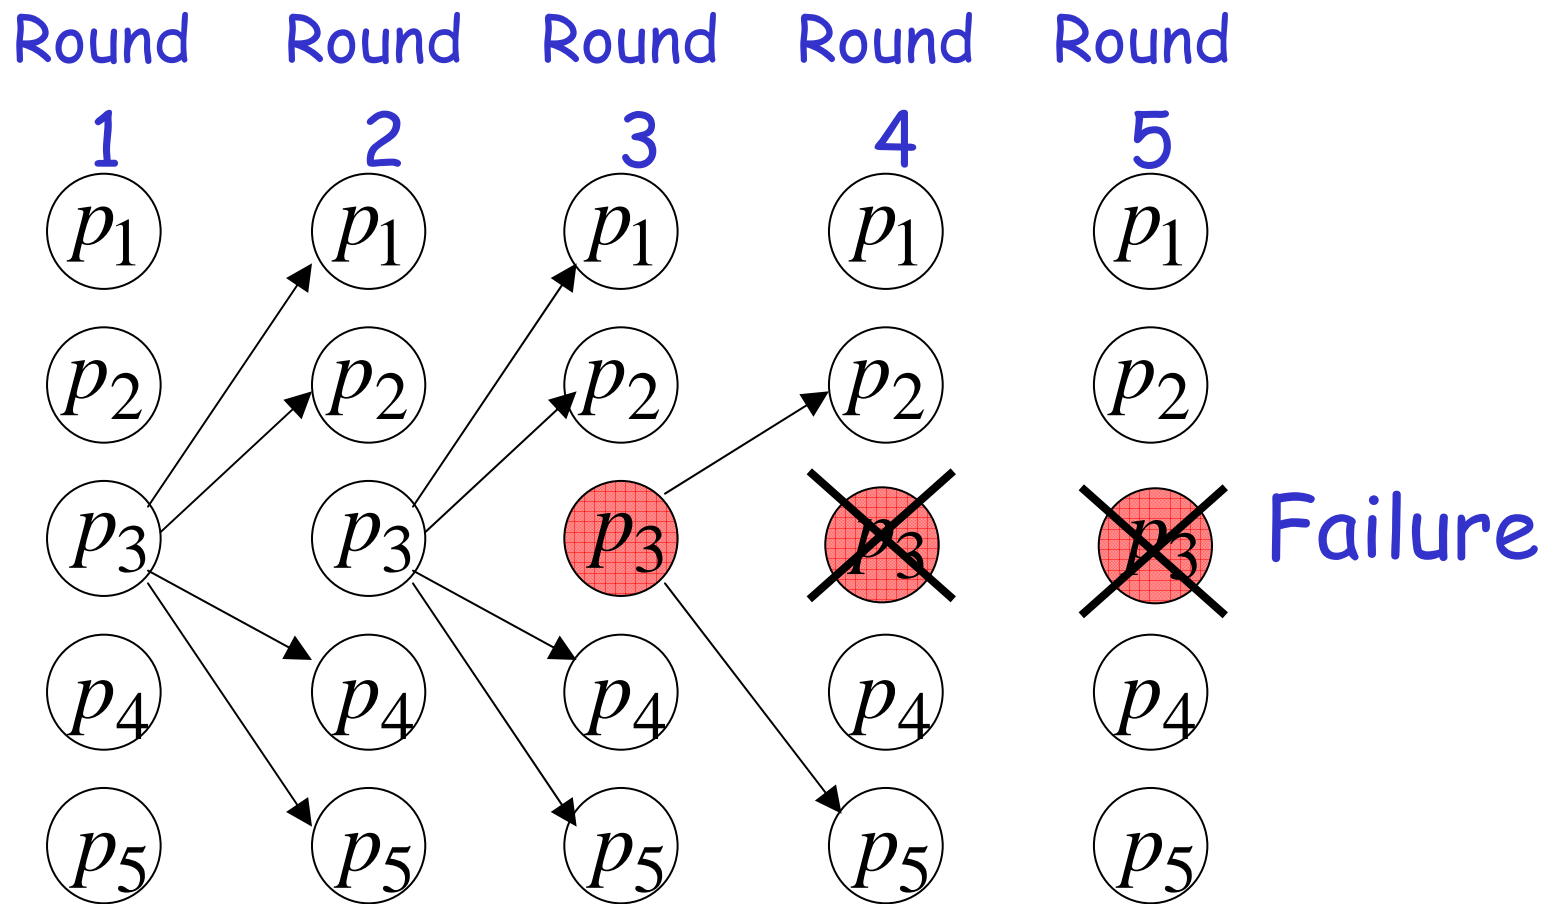 Round Round Round Round Round
1 2 3 4 5
p1 p1 p1 p1 p1
p2 p2 p2 p2 p2
p3 p3 p3 p3 p3 Failure
p4 p4 p4 p4 p4
p5 p5 p5 p5 p5